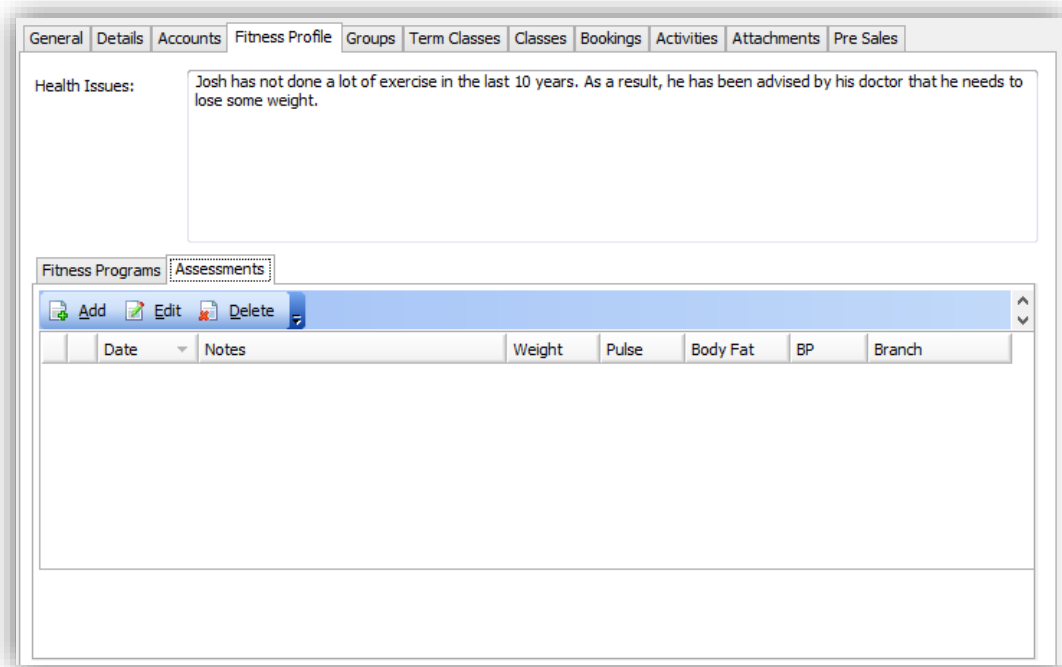 General Details Accounts Fitness Profile Groups Term Classes Classes Bookings Activities Attachments Pre Sales
Health Issues:
Josh has not done a lot of exercise in the last 10 years. As a result, he has been advised by his doctor that he needs to
lose some weight.
Fitness Programs Assessments
Add Edit Delete
Date Notes Weight Pulse Body Fat BP Branch